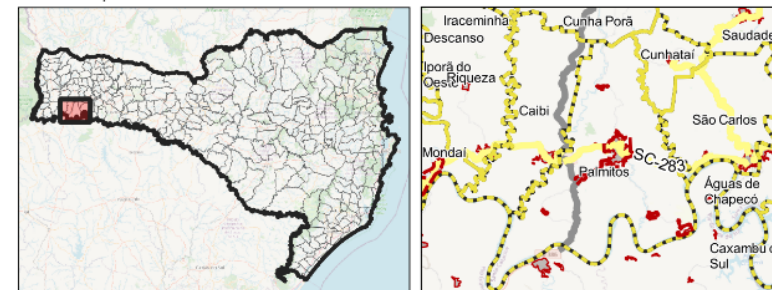 Iraceminha
Cunha Porã
Saudade
Descanso
Cunhataí
Iporã do
Oeste
Riqueza
Caibi
São Carlos
Mondaí
SC-283
Palmitos
Águas de
Chapecó
Caxambu do
Sul